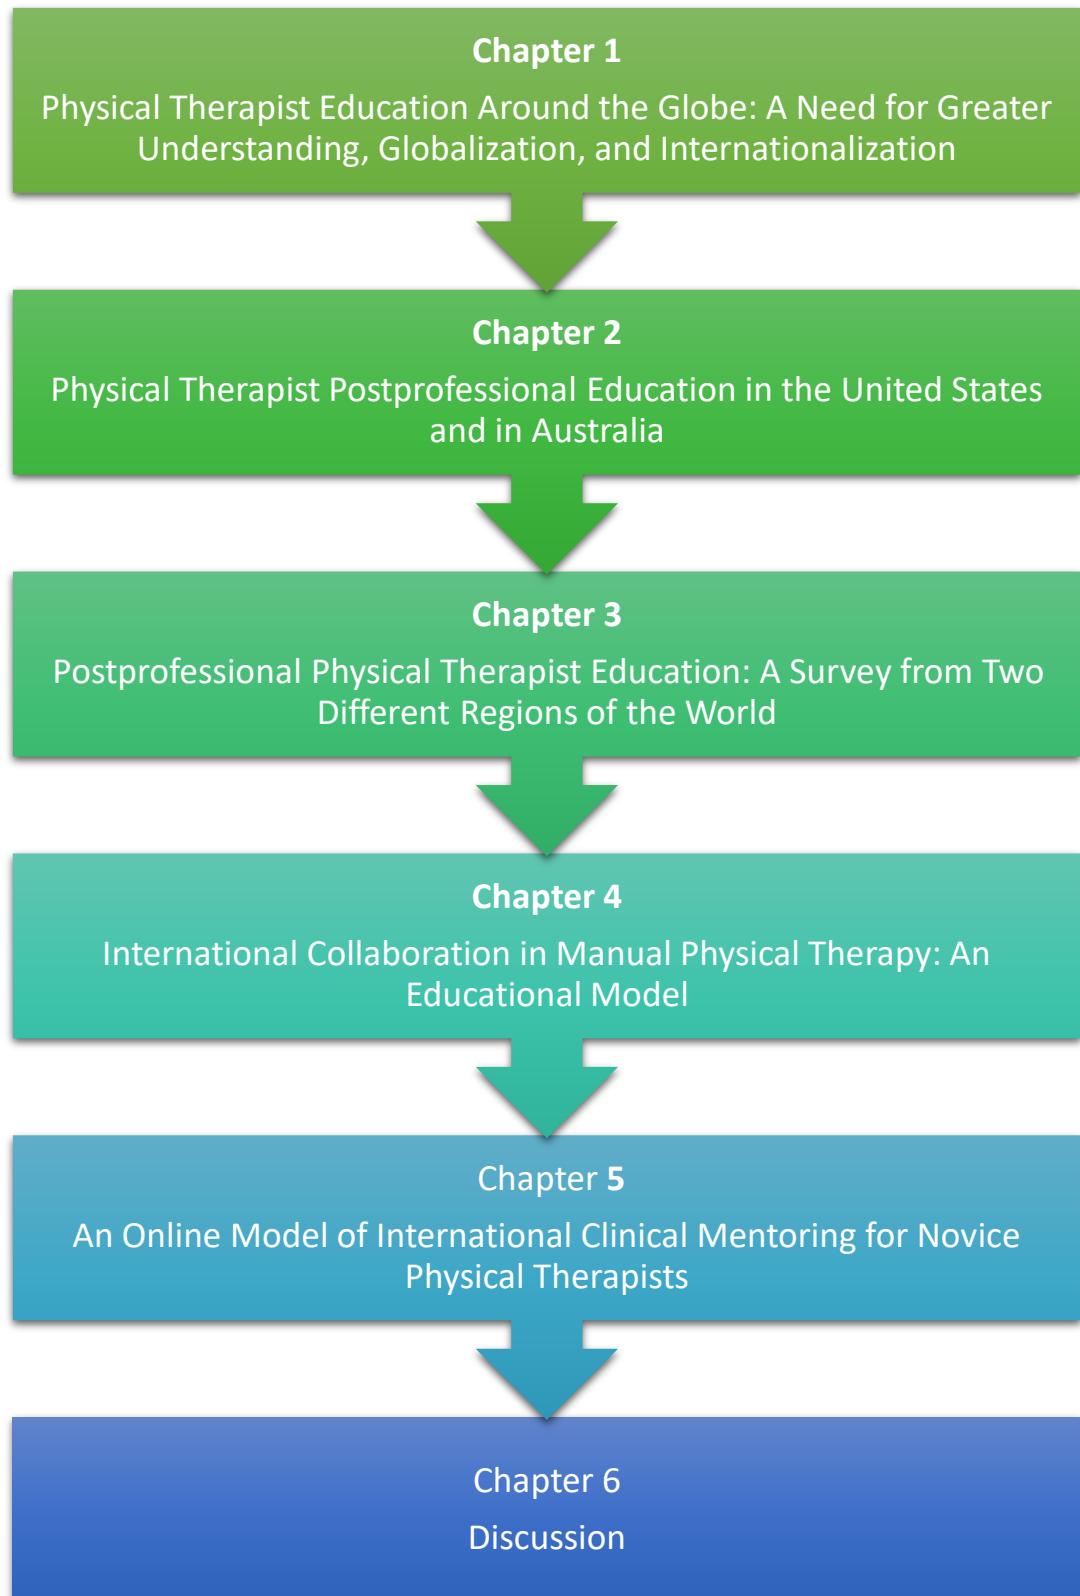 Chapter 1
Physical Therapist Education Around the Globe: A Need for Greater
Understanding, Globalization, and Internationalization
Chapter 2
Physical Therapist Postprofessional Education in the United States
and in Australia
Chapter 3
Postprofessional Physical Therapist Education: A Survey from Two
Different Regions of the World
Chapter 4
International Collaboration in Manual Physical Therapy: An
Educational Model
Chapter 5
An Online Model of International Clinical Mentoring for Novice
Physical Therapists
Chapter 6
Discussion